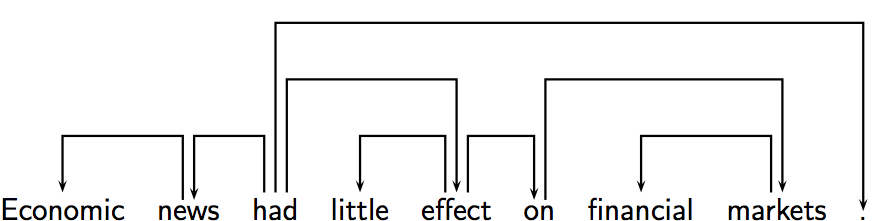 Economic news had little effect on financial markets .